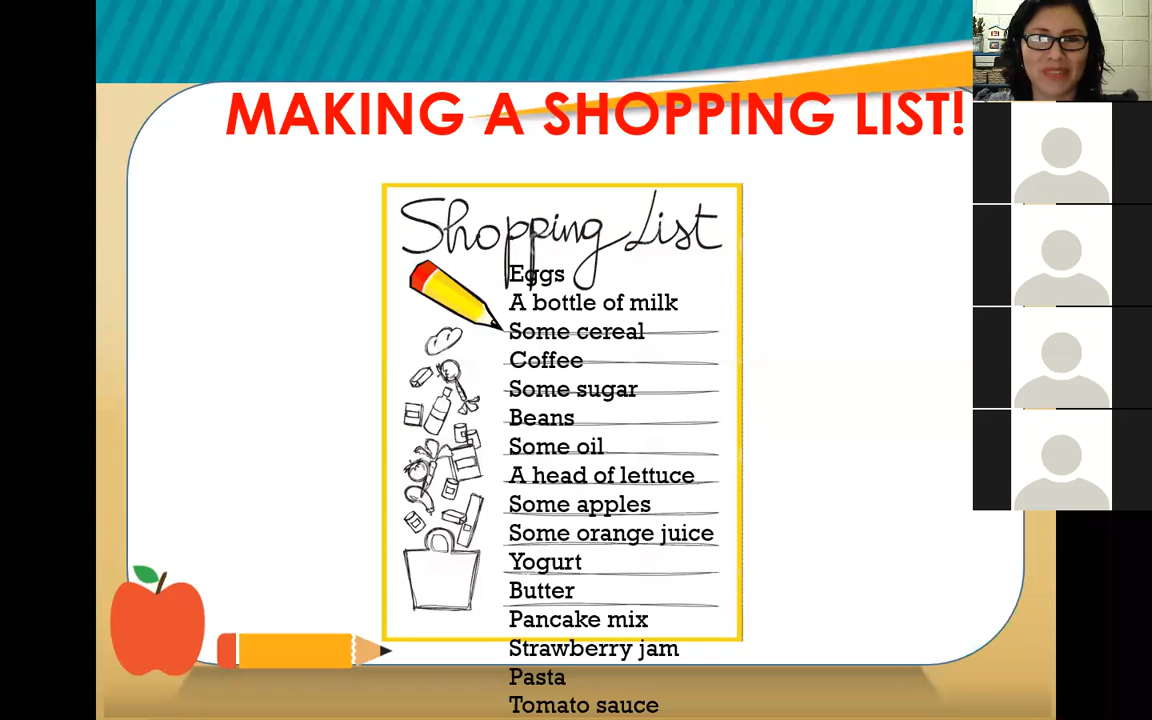 MAKING A SHOPPING LIST!
Shopping List
Eggs
A bottle of milk
Some cereal
Coffee
Some sugar
Beans
Some oil
A head of lettuce
Some apples
Some orange juice
Yogurt
Butter
Pancake mix
Strawberry jam
Pasta
Tomato sauce